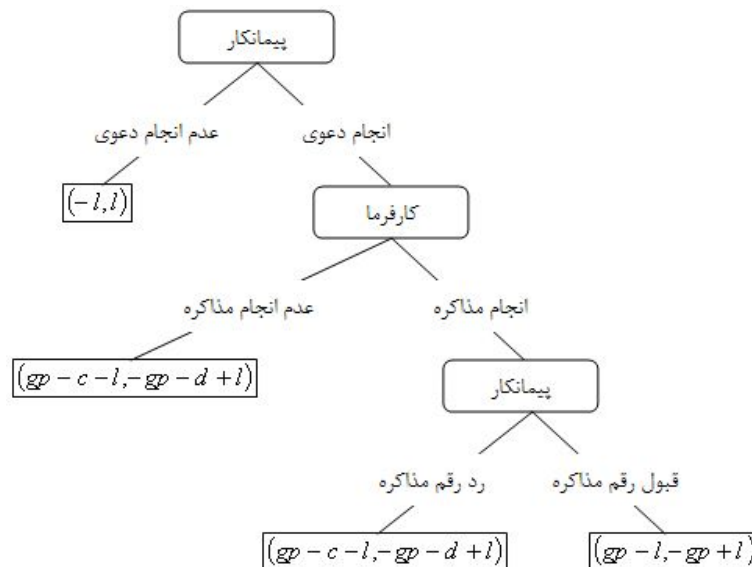 پیمانکار
انجام دعوی
عدم انجام دعوی
(-l,l)
کارفرما
انجام مذاکره
عدم انجام مذاکره
(gp-c-l,-gp-d+l)
پیمانکار
قبول رقم مذاکره
رد رقم مذاکره
(gp-c-l,-gp-d+l)
(gp-l,-gp+l)